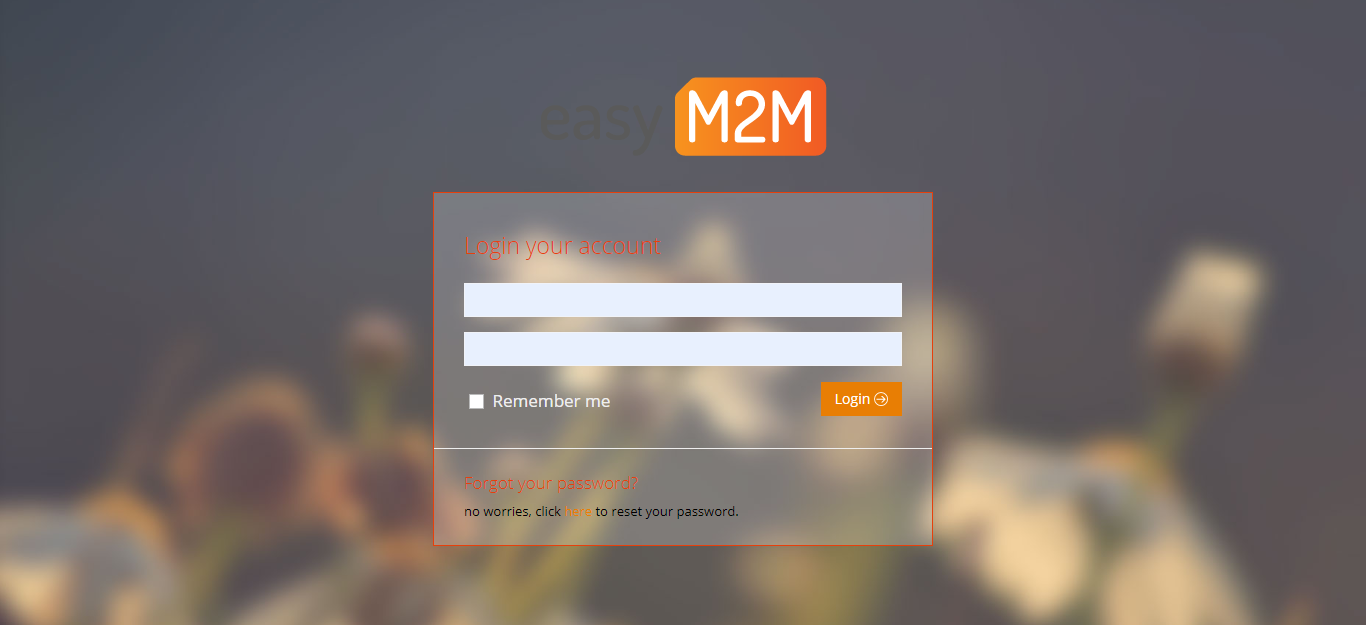 easy M2M
Login your account
Remember me
Login
Forgot your password?
no worries, click here to reset your password.